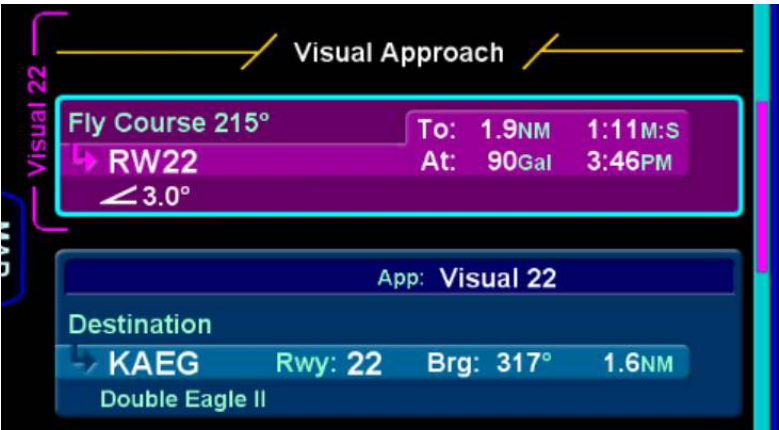 Visual Approach
Visual 22
Fly Course 215°
To: 1.9NM 1:11M:S
RW22
At: 90Gal 3:46PM
3.0°
App: Visual 22
Destination
KAEG Rwy: 22 Brg: 317° 1.6NM
Double Eagle II